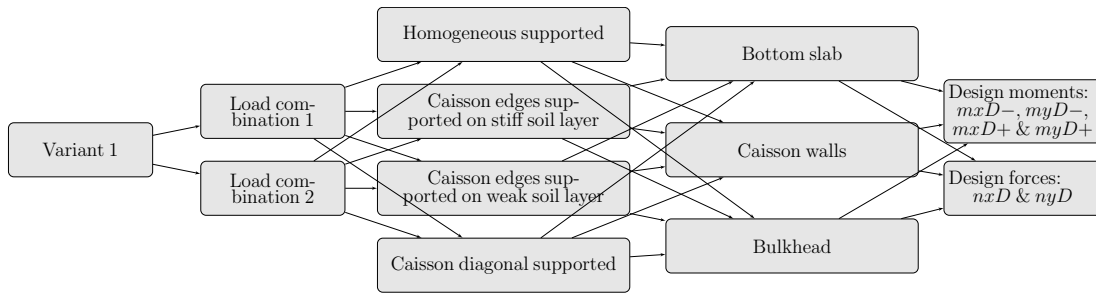 Variant 1
Load com-
bination 1
Load com-
bination 2
Homogeneous supported
Caisson edges sup-
ported on stiff soil layer
Caisson edges sup-
ported on weak soil layer
Caisson diagonal supported
Bottom slab
Caisson walls
Bulkhead
Design moments:
mxD−, myD−,
mxD+ & myD+
Design forces:
nxD & nyD